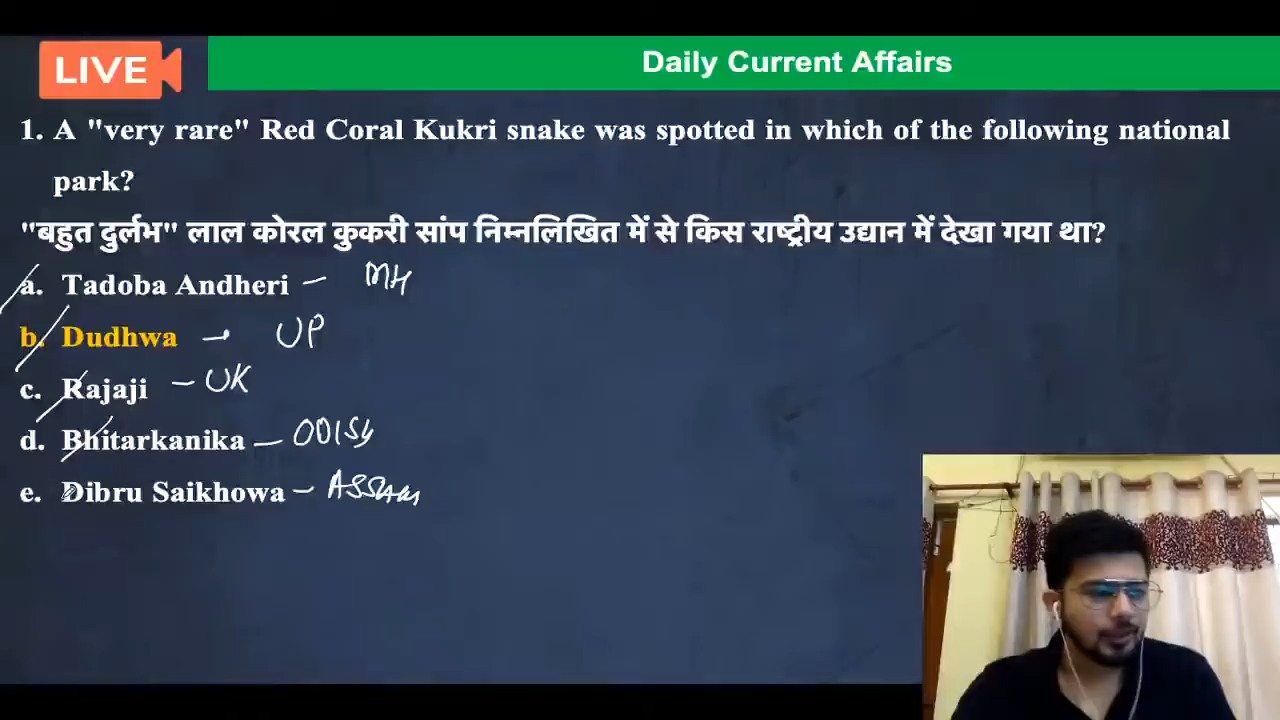 LIVE
Daily Current Affairs
1. A "very rare" Red Coral Kukri snake was spotted in which of the following national
park?
"बहुत दुर्लभ" लाल कोरल कुकरी सांप निम्नलिखित में से किस राष्ट्रीय उद्यान में देखा गया था?
a. Tadoba Andheri - MH
b. Dudhwa - UP
c. Rajaji - UK
d. Bhitarkanika -
e. Dibru Saikhowa - ASSAM